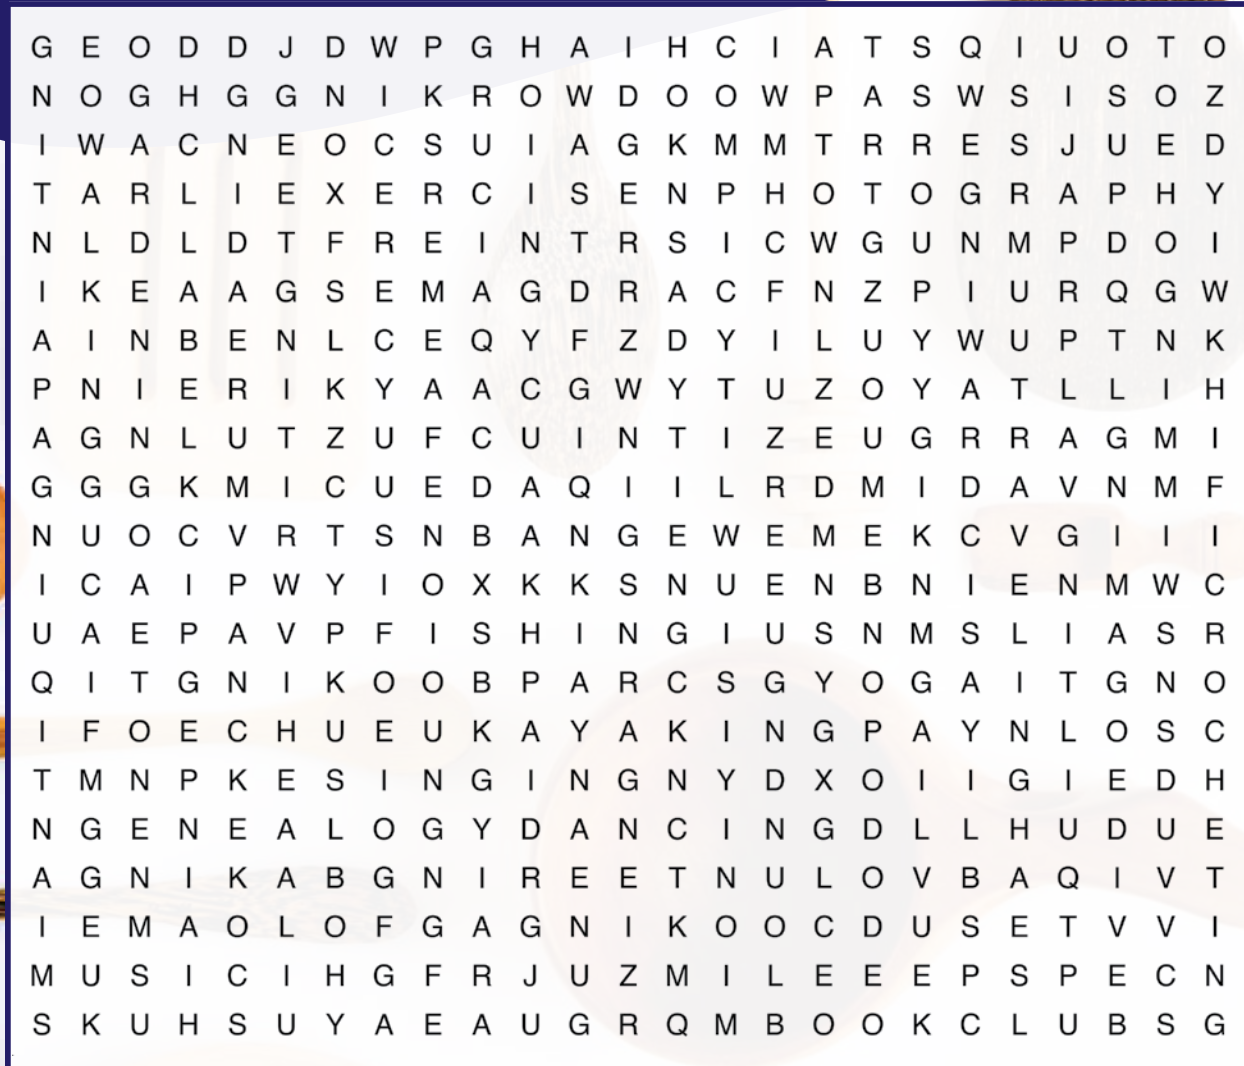 G E O D D J D W P G H A I H C I A T S Q I U O T O
N O G H G G N I K R O W D O O W P A S W S I S O Z
I W A C N E O C S U I A G K M M T R R E S J U E D
T A R L I E X E R C I S E N P H O T O G R A P H Y
N L D L D T F R E I N T R S I C W G U N M P D O I
I K E A A G S E M A G D R A C F N Z P I U R Q G W
A I N B E N L C E Q Y F Z D Y I L U Y W U P T N K
P N I E R I K Y A A C G W Y T U Z O Y A T L L I H
A G N L U T Z U F C U I N T I Z E U G R R A G M I
G G G K M I C U E D A Q I I L R D M I D A V N M F
N U O C V R T S N B A N G E W E M E K C V G I I I
I C A I P W Y I O X K K S N U E N B N I E N M W C
U A E P A V P F I S H I N G I U S N M S L I A S R
Q I T G N I K O O B P A R C S G Y O G A I T G N O
I F O E C H U E U K A Y A K I N G P A Y N L O S C
T M N P K E S I N G I N G N Y D X O I I G I E D H
N G E N E A L O G Y D A N C I N G D L L H U D U E
A G N I K A B G N I R E E T N U L O V B A Q I V T
I E M A O L O F G A G N I K O O C D U S E T V V I
M U S I C I H G F R J U Z M I L E E E P S P E C N
S K U H S U Y A E A U G R Q M B O O K C L U B S G